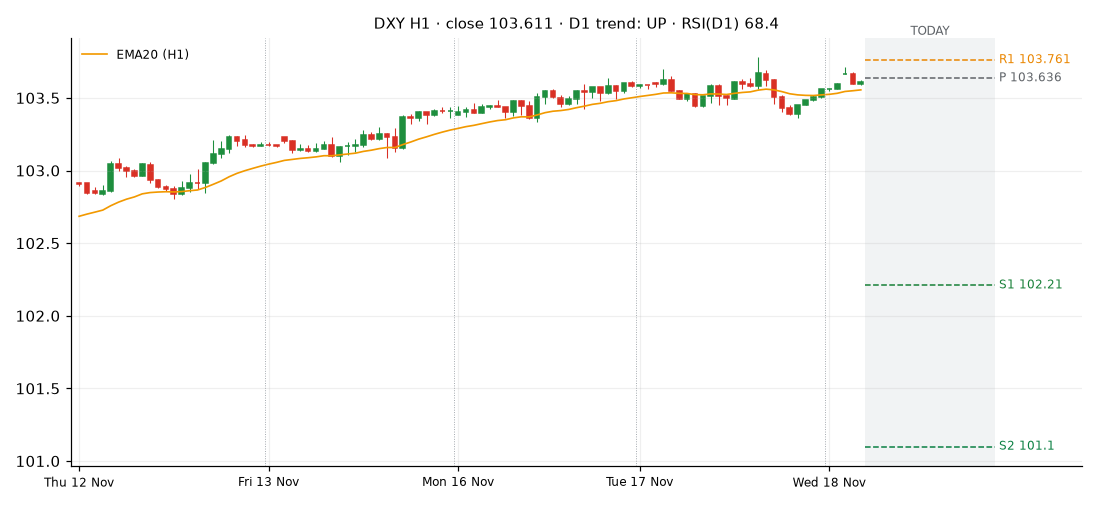 DXY H1 · close 103.611 · D1 trend: UP · RSI(D1) 68.4
TODAY
EMA20 (H1)
R1 103.761
P 103.636
103.5
103.0
102.5
S1 102.21
102.0
101.5
S2 101.1
101.0
Thu 12 Nov
Fri 13 Nov
Mon 16 Nov
Tue 17 Nov
Wed 18 Nov